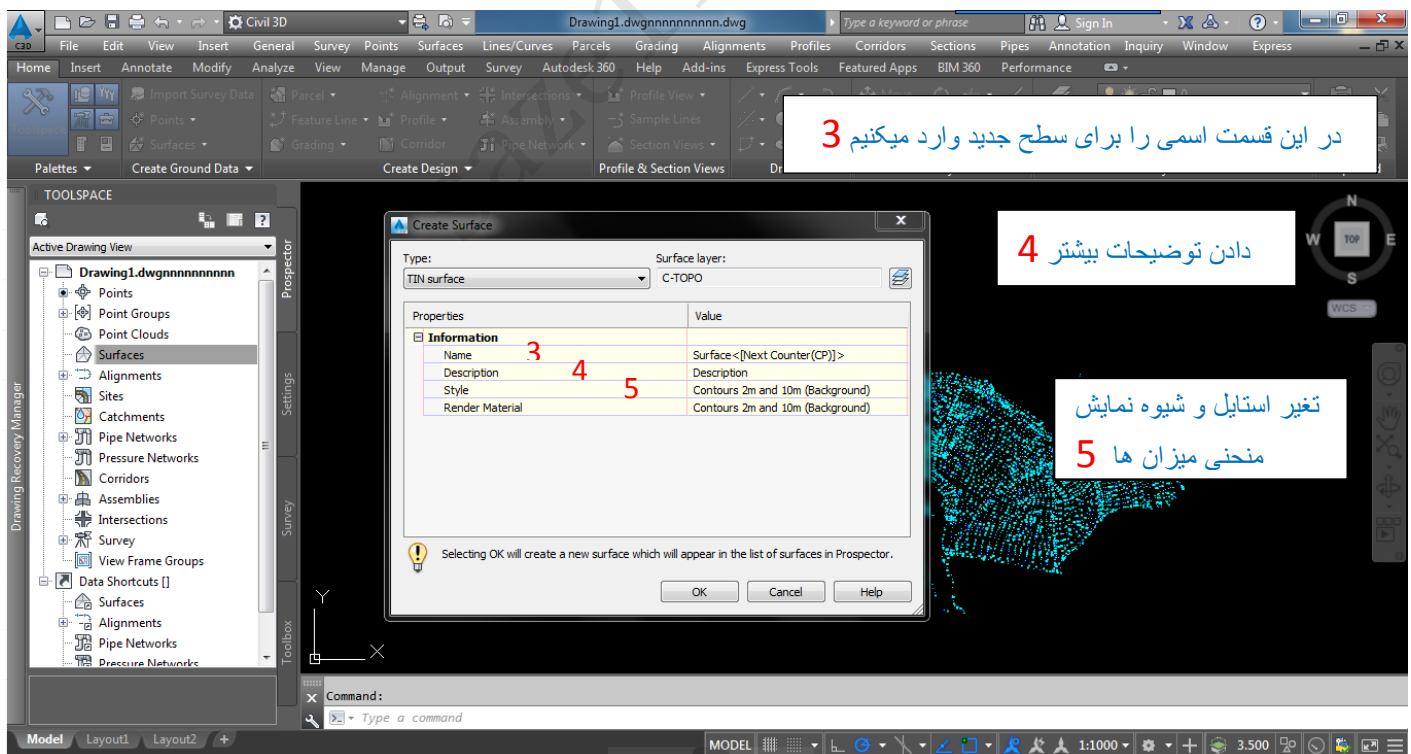 Civil 3D
Drawing1.dwgnnnnnnnnnn.dwg
Type a keyword or phrase
Sign In
C3D
File Edit View Insert General Survey Points Surfaces Lines/Curves Parcels Grading Alignments Profiles Corridors Sections Pipes Annotation Inquiry Window Express
Home Insert Annotate Modify Analyze View Manage Output Survey Autodesk 360 Help Add-ins Express Tools Featured Apps BIM 360 Performance
Import Survey Data Parcel Alignment Intersections Profile View
Points Feature Line Profile Assembly Sample Lines
Surfaces Grading Corridor Pipe Network Section Views
در این قسمت اسمی را برای سطح جدید وارد میکنیم 3
Palettes Create Ground Data Create Design Profile & Section Views
TOOLSPACE
Active Drawing View
Drawing1.dwgnnnnnnnnnn
Points
Point Groups
Point Clouds
Surfaces
Alignments
Sites
Catchments
Pipe Networks
Pressure Networks
Corridors
Assemblies
Intersections
Survey
View Frame Groups
Data Shortcuts []
Surfaces
Alignments
Pipe Networks
Pressure Networks
Prospector
Settings
Survey
Toolbox
Drawing Recovery Manager
Create Surface
Type:
Surface layer:
TIN surface
C-TOPO
Properties Value
Information
Name 3 Surface<[Next Counter(CP)]>
Description 4 Description
Style 5 Contours 2m and 10m (Background)
Render Material Contours 2m and 10m (Background)
Selecting OK will create a new surface which will appear in the list of surfaces in Prospector.
OK Cancel Help
دادن توضیحات بیشتر 4
N
W TOP E
S
WCS
تغیر استایل و شیوه نمایش
منحنی میزان ها 5
Y
X
Command:
Type a command
Model Layout1 Layout2 +
MODEL 1:1000 3.500